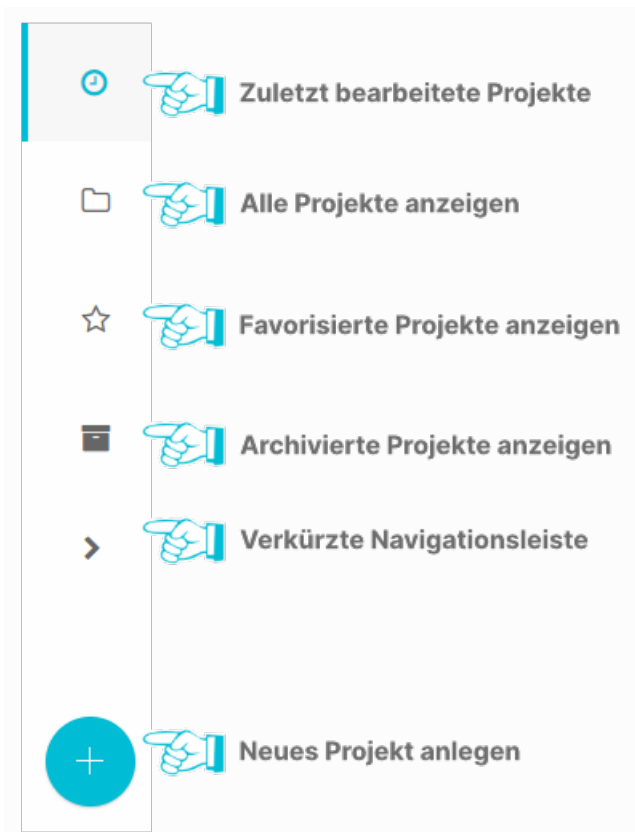 Zuletzt bearbeitete Projekte
Alle Projekte anzeigen
Favorisierte Projekte anzeigen
Archivierte Projekte anzeigen
Verkürzte Navigationsleiste
Neues Projekt anlegen